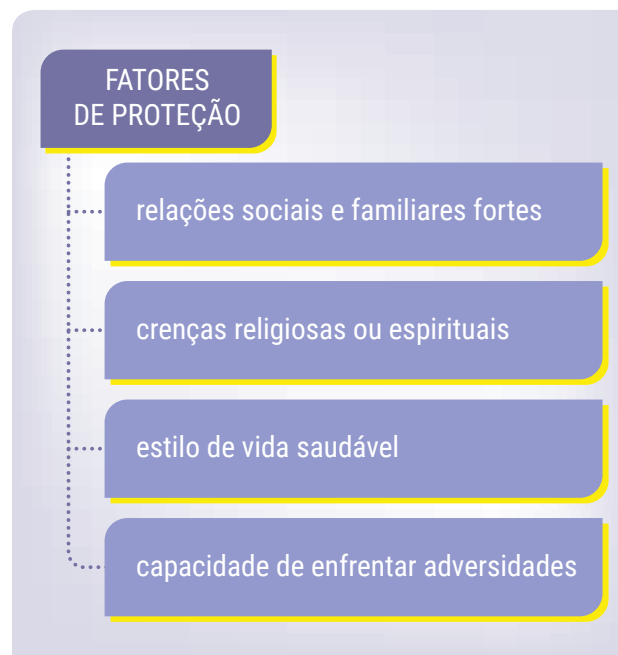 FATORES
DE PROTEÇÃO
relações sociais e familiares fortes
crenças religiosas ou espirituais
estilo de vida saudável
capacidade de enfrentar adversidades